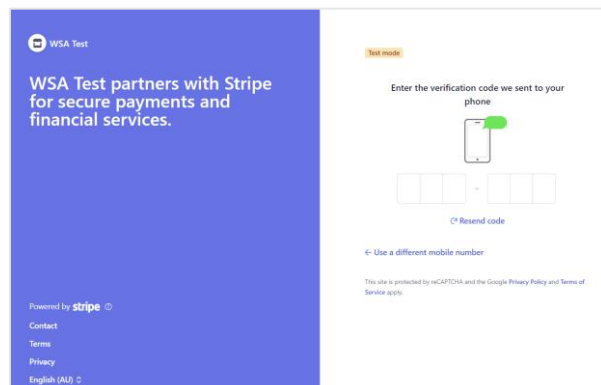 WSA Test
WSA Test partners with Stripe
for secure payments and
financial services.
Powered by stripe
Contact
Terms
Privacy
English (AU)
Test mode
Enter the verification code we sent to your
phone
-
Resend code
← Use a different mobile number
This site is protected by reCAPTCHA and the Google Privacy Policy and Terms of
Service apply.